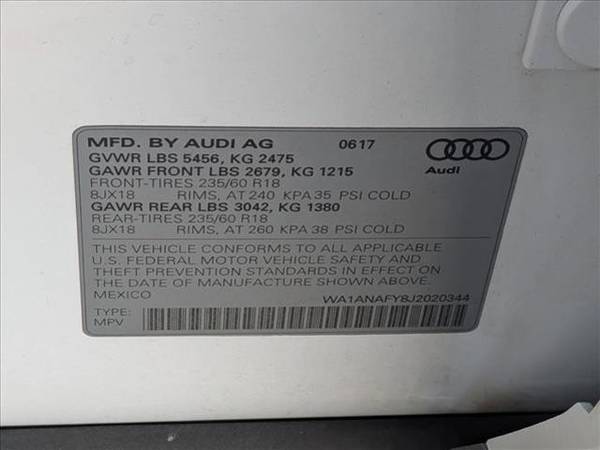 MFD. BY AUDI AG 0617
GVWR LBS 5456, KG 2475
GAWR FRONT LBS 2679, KG 1215
FRONT-TIRES 235/60 R18
8JX18 RIMS, AT 240 KPA 35 PSI COLD
GAWR REAR LBS 3042, KG 1380
REAR-TIRES 235/60 R18
8JX18 RIMS, AT 260 KPA 38 PSI COLD
Audi
THIS VEHICLE CONFORMS TO ALL APPLICABLE
U.S. FEDERAL MOTOR VEHICLE SAFETY AND
THEFT PREVENTION STANDARDS IN EFFECT ON
THE DATE OF MANUFACTURE SHOWN ABOVE.
MEXICO WA1ANAFY8J2020344
TYPE:
MPV